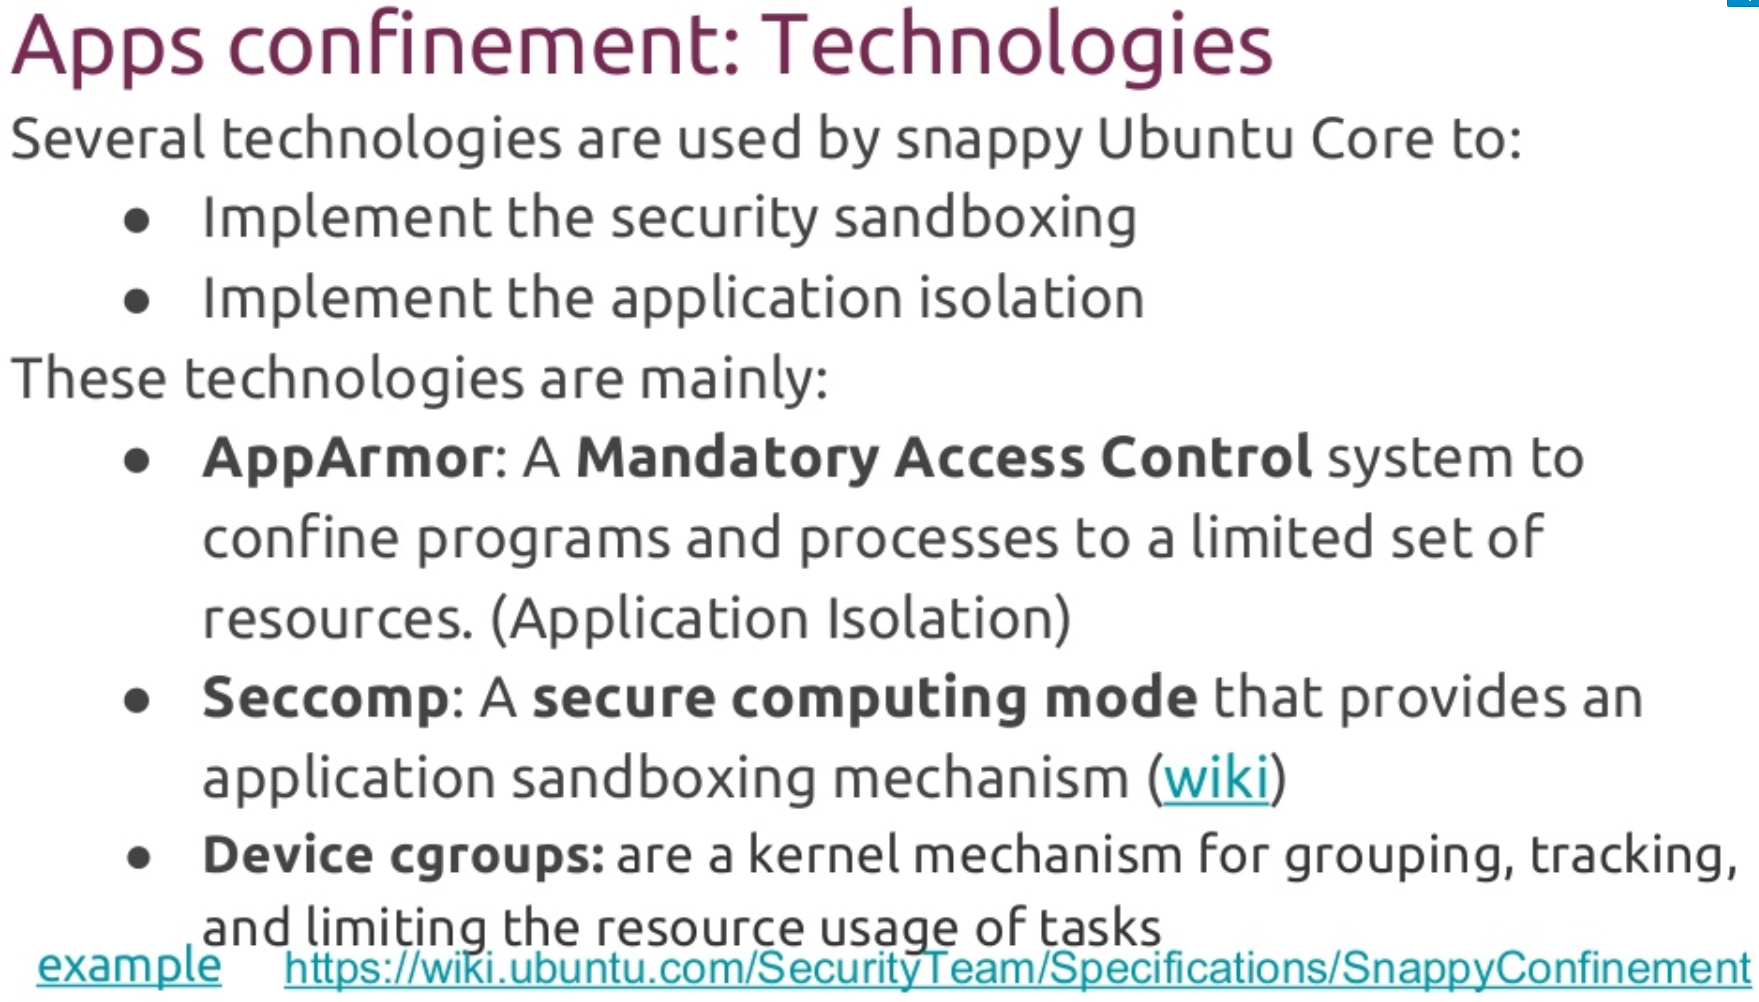 Apps confinement: Technologies
Several technologies are used by snappy Ubuntu Core to:
● Implement the security sandboxing
● Implement the application isolation
These technologies are mainly:
● AppArmor: A Mandatory Access Control system to
confine programs and processes to a limited set of
resources. (Application Isolation)
● Seccomp: A secure computing mode that provides an
application sandboxing mechanism (wiki)
● Device cgroups: are a kernel mechanism for grouping, tracking,
and limiting the resource usage of tasks
example https://wiki.ubuntu.com/SecurityTeam/Specifications/SnappyConfinement